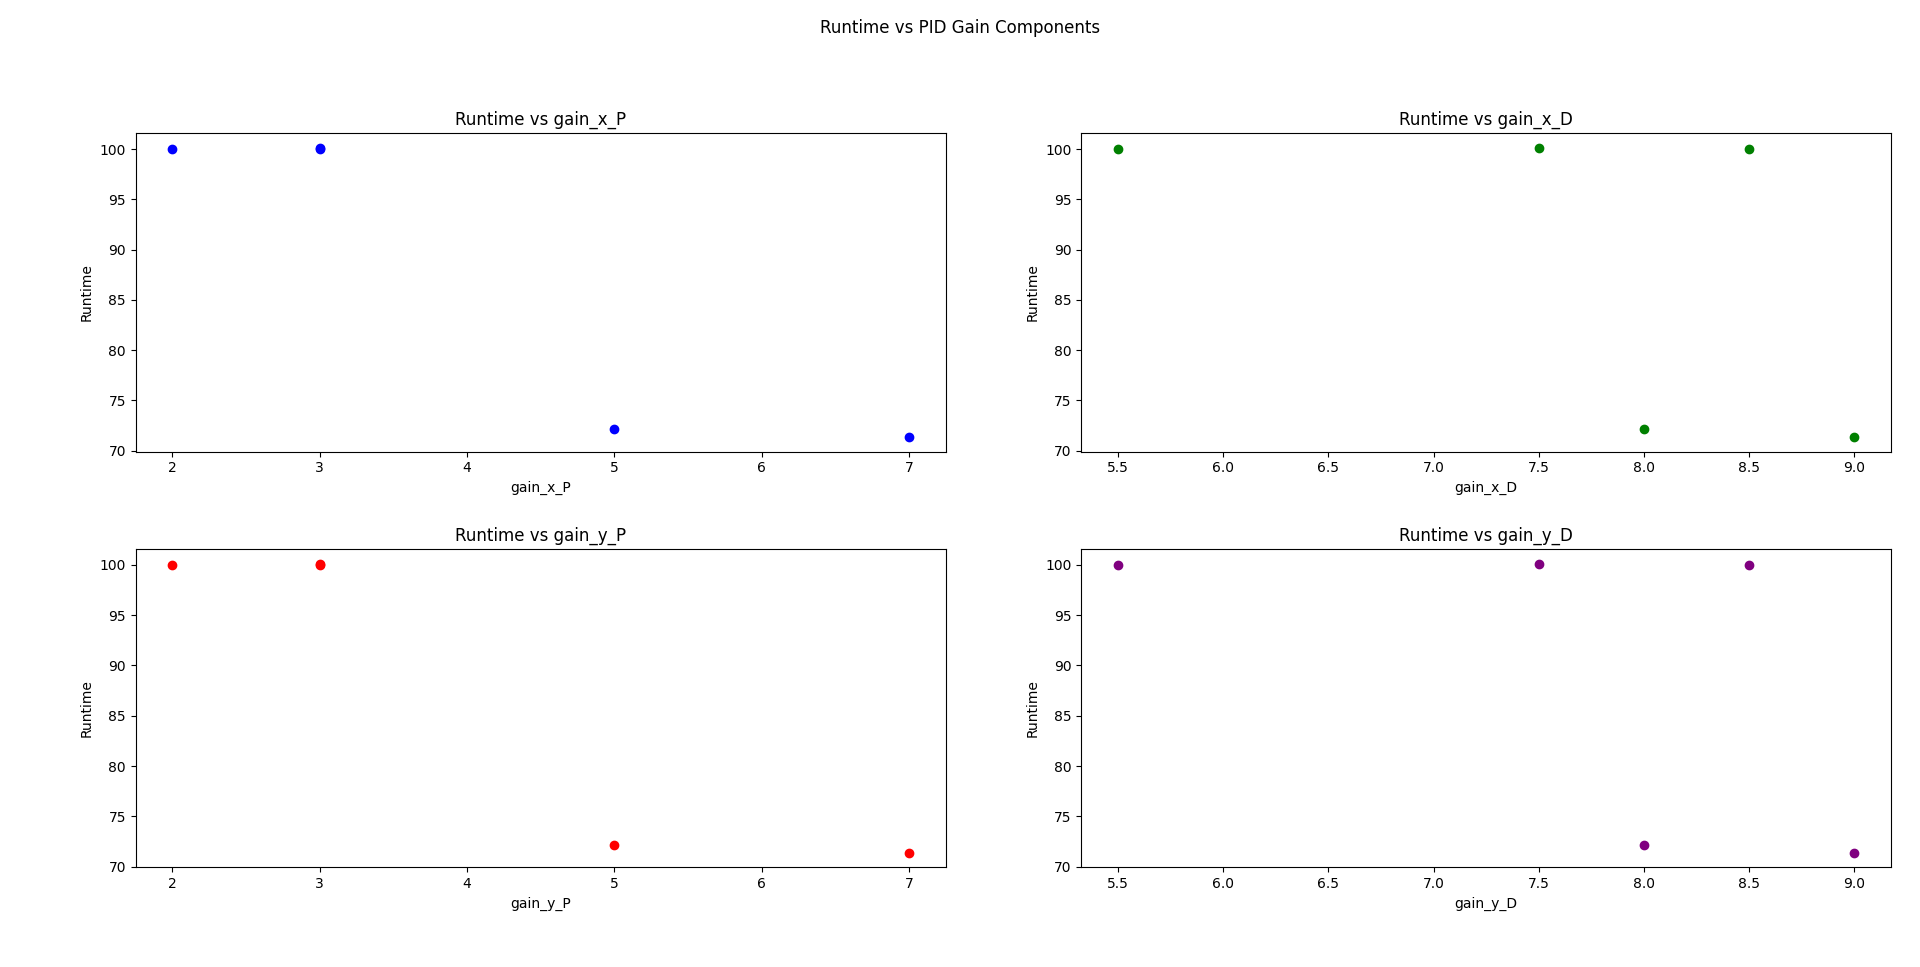 Runtime vs PID Gain Components
Runtime vs gain_x_P
100
95
90
85
80
75
70
Runtime
2 3 4 5 6 7
gain_x_P
Runtime vs gain_x_D
100
95
90
85
80
75
70
Runtime
5.5 6.0 6.5 7.0 7.5 8.0 8.5 9.0
gain_x_D
Runtime vs gain_y_P
100
95
90
85
80
75
70
Runtime
2 3 4 5 6 7
gain_y_P
Runtime vs gain_y_D
100
95
90
85
80
75
70
Runtime
5.5 6.0 6.5 7.0 7.5 8.0 8.5 9.0
gain_y_D